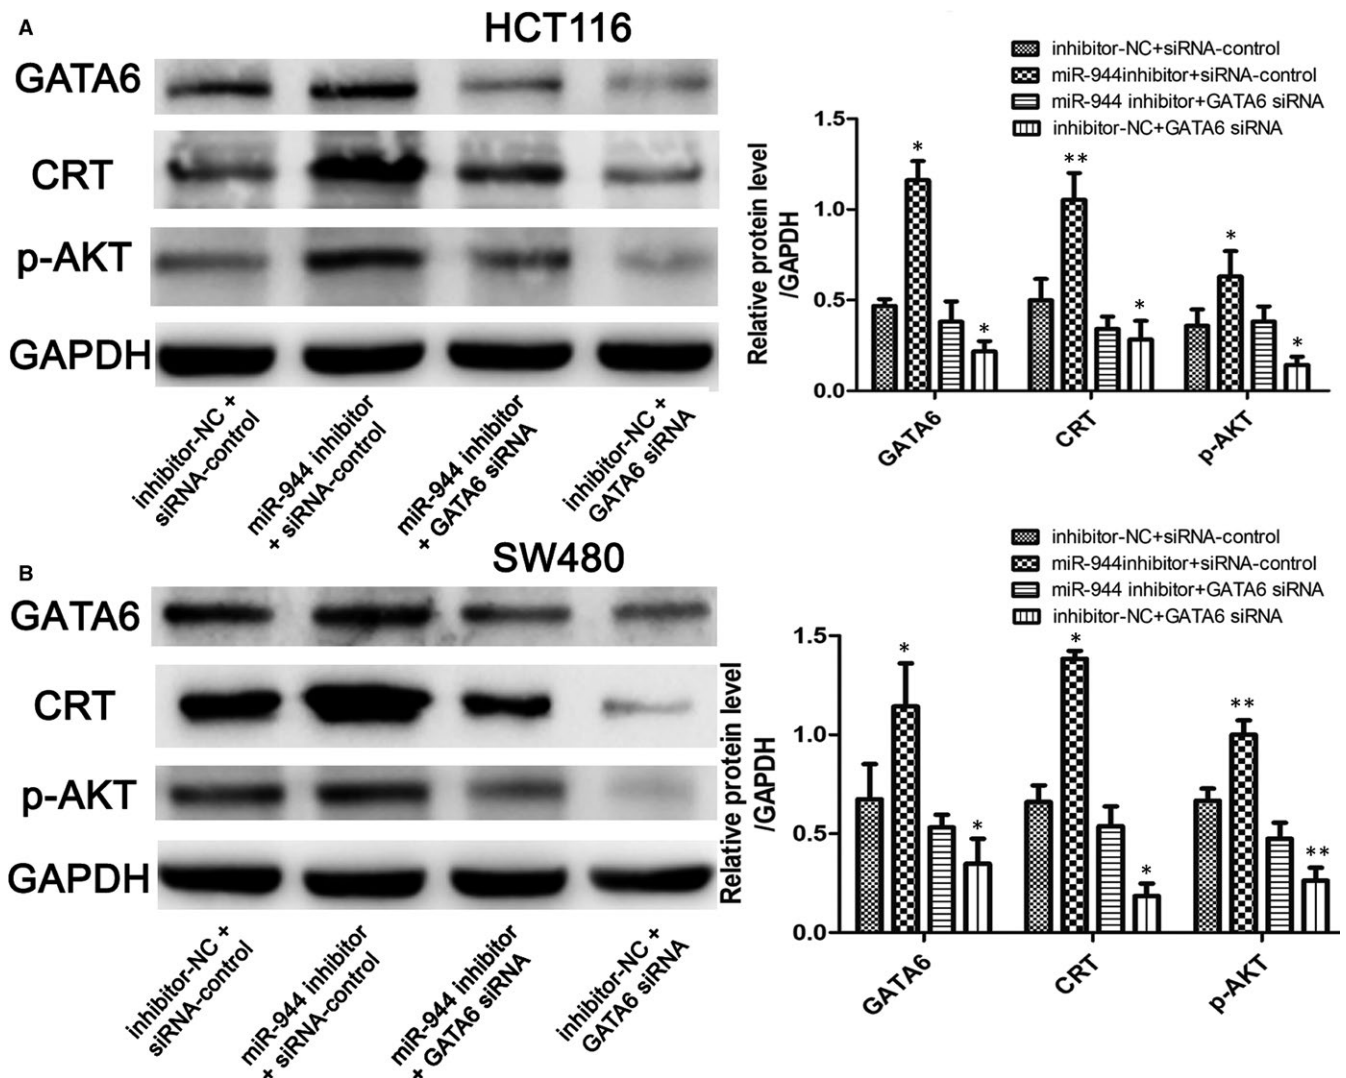 A
HCT116
GATA6
CRT
p-AKT
GAPDH
inhibitor-NC +
siRNA-control
miR-944 inhibitor
+ siRNA-control
miR-944 inhibitor
+ GATA6 siRNA
inhibitor-NC +
GATA6 siRNA
inhibitor-NC+siRNA-control
miR-944inhibitor+siRNA-control
miR-944 inhibitor+GATA6 siRNA
inhibitor-NC+GATA6 siRNA
Relative protein level
/GAPDH
1.5
1.0
0.5
0.0
*
*
**
*
*
*
GATA6
CRT
p-AKT
B
SW480
GATA6
CRT
p-AKT
GAPDH
inhibitor-NC +
siRNA-control
miR-944 inhibitor
+ siRNA-control
miR-944 inhibitor
+ GATA6 siRNA
inhibitor-NC +
GATA6 siRNA
inhibitor-NC+siRNA-control
miR-944inhibitor+siRNA-control
miR-944 inhibitor+GATA6 siRNA
inhibitor-NC+GATA6 siRNA
Relative protein level
/GAPDH
1.5
1.0
0.5
0.0
*
*
*
*
**
**
GATA6
CRT
p-AKT